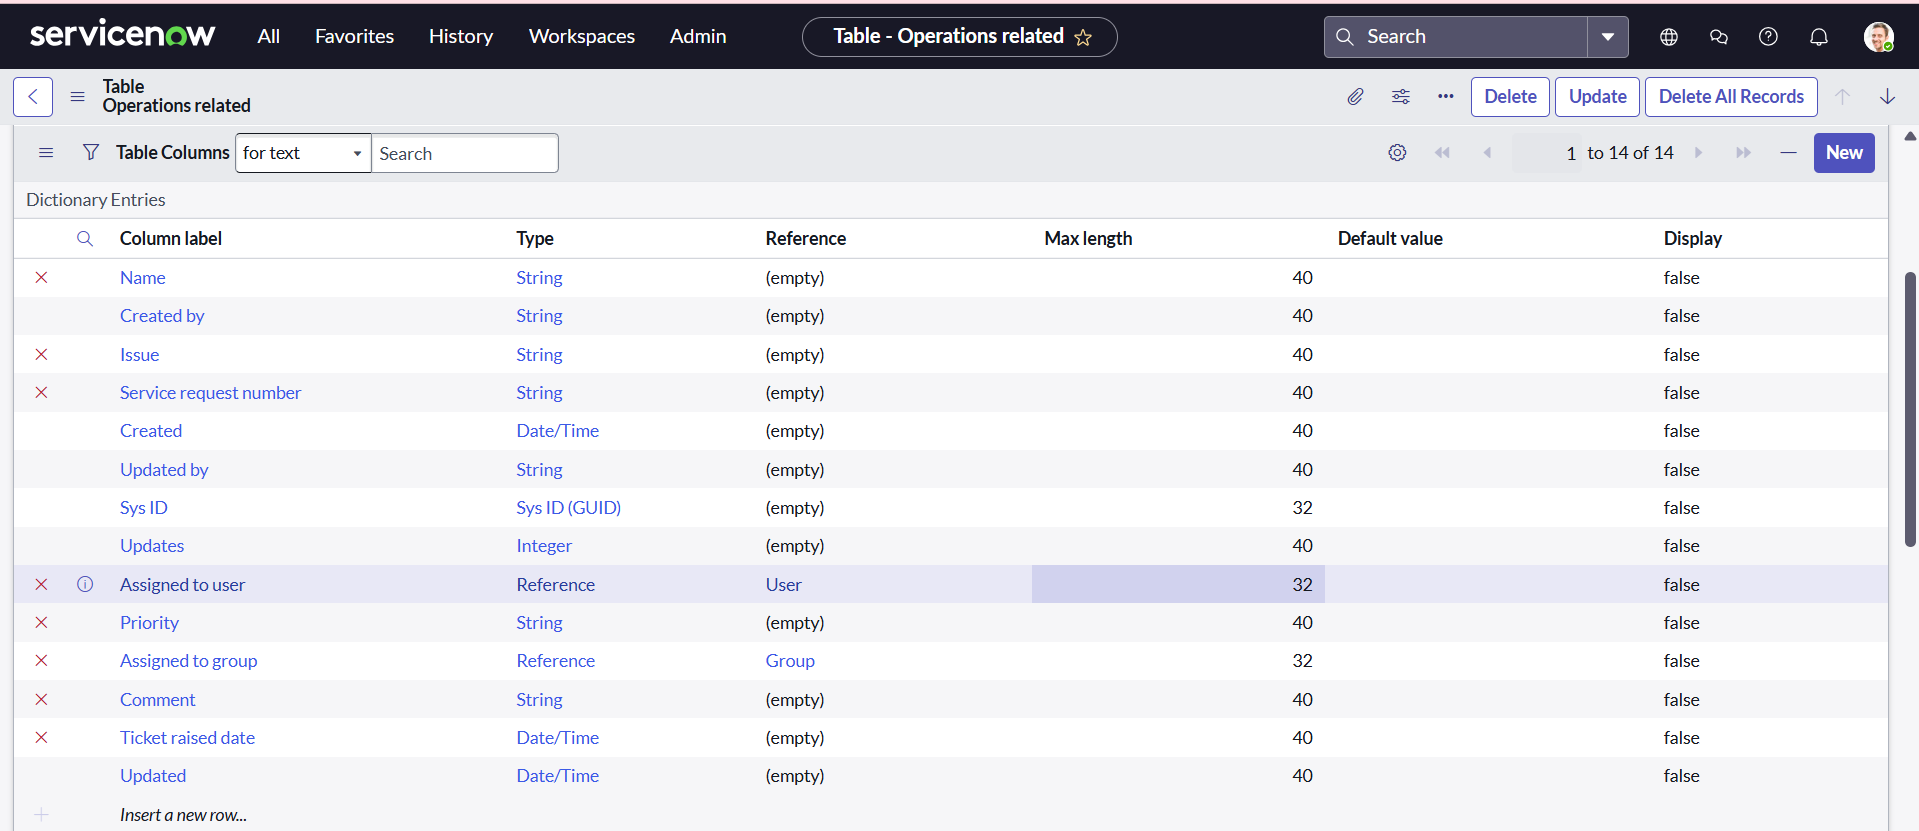 servicenow All Favorites History Workspaces Admin Table - Operations related Search
Table
Operations related
Delete Update Delete All Records
Table Columns for text Search 1 to 14 of 14 New
Dictionary Entries
Column label Type Reference Max length Default value Display
Name String (empty) 40 false
Created by String (empty) 40 false
Issue String (empty) 40 false
Service request number String (empty) 40 false
Created Date/Time (empty) 40 false
Updated by String (empty) 40 false
Sys ID Sys ID (GUID) (empty) 32 false
Updates Integer (empty) 40 false
Assigned to user Reference User 32 false
Priority String (empty) 40 false
Assigned to group Reference Group 32 false
Comment String (empty) 40 false
Ticket raised date Date/Time (empty) 40 false
Updated Date/Time (empty) 40 false
Insert a new row...